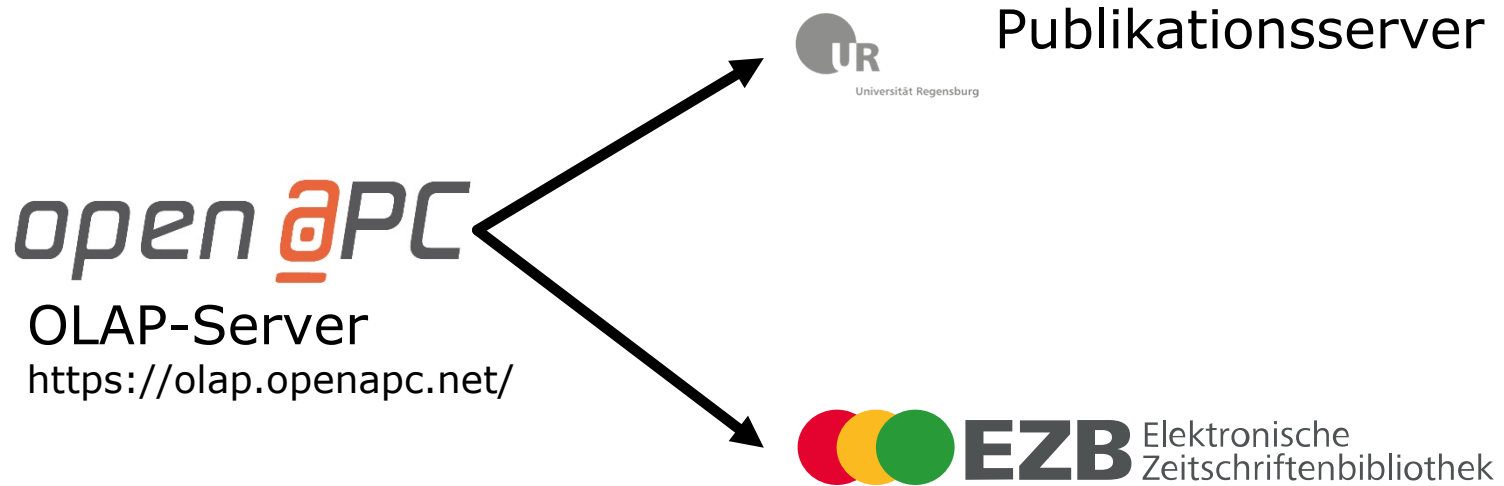 Publikationsserver
UR
Universität Regensburg
open aPC
OLAP-Server
https://olap.openapc.net/
EZB Elektronische
Zeitschriftenbibliothek